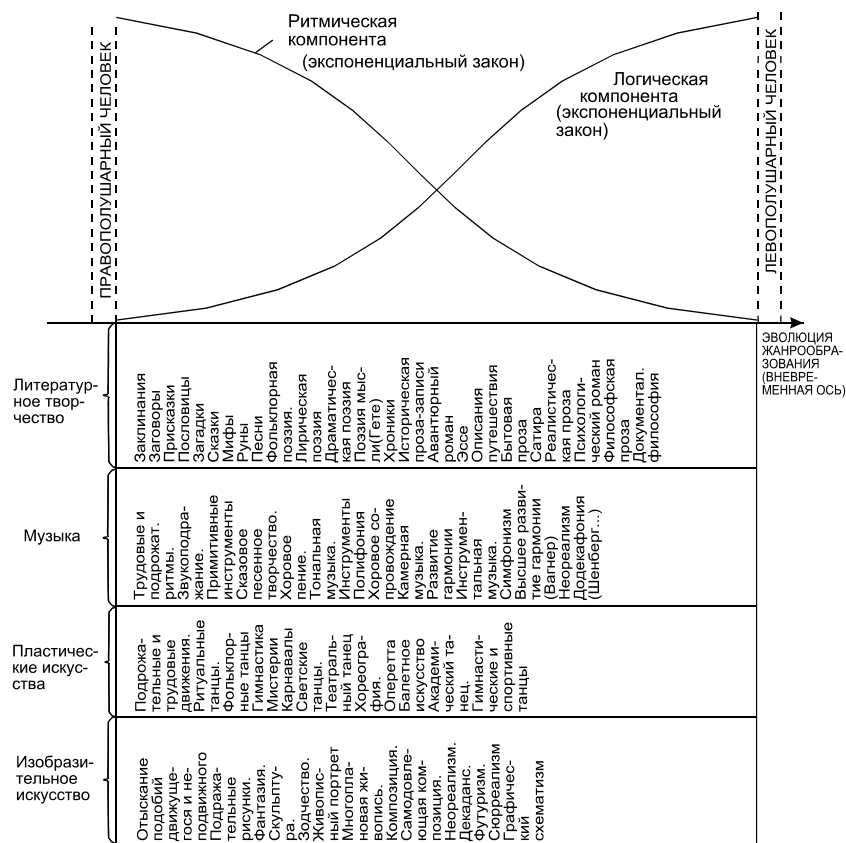 Ритмическая
компонента
(экспоненциальный закон)
Логическая
компонента
(экспоненциальный
закон)
ПРАВОПОЛУШАРНЫЙ ЧЕЛОВЕК
ЛЕВОПОЛУШАРНЫЙ ЧЕЛОВЕК
ЭВОЛЮЦИЯ
ЖАНРООБРА-
ЗОВАНИЯ
(ВНЕВРЕ-
МЕННАЯ ОСЬ)
Литератур-
ное твор-
чество
Заклинания
Заговоры
Присказки
Пословицы
Загадки
Сказки
Мифы
Руны
Песни
Фольклорная
поэзия.
Лирическая
поэзия
Драматичес-
кая поэзия
Поэзия мыс-
ли(Гете)
Хроники
Историческая
проза-записи
Авантюрный
роман
Эссе
Описания
путешествия
Бытовая
проза
Сатира
Реалистичес-
кая проза
Психологи-
ческий роман
Философская
проза
Документал.
философия
Музыка
Трудовые и
подрожат.
ритмы.
Звукоподра-
жание.
Примитивные
инструменты
Сказовое
песенное
творчество.
Хоровое
пение.
Тональная
музыка.
Инструменты
Полифония
Хоровое со-
провождение
Камерная
музыка.
Развитие
гармонии
Инструмен-
тальная
музыка.
Симфонизм
Высшее разви-
тие гармонии
(Вагнер)
Неореализм
Додекафония
(Шенберг...)
Пластичес-
кие искус-
ства
Подрожа-
тельные и
трудовые
движения.
Ритуальные
танцы.
Фольклор-
ные танцы
Гимнастика
Мистерии
Карнавалы
Светские
танцы.
Театраль-
ный танец
Хореогра-
фия.
Оперетта
Балетное
искусство
Академи-
ческий та-
нец.
Гимнасти-
ческие и
спортивные
танцы
Изобрази-
тельное
искусство
Отыскание
подобий
движуще-
гося и не-
подвижного
Подража-
тельные
рисунки.
Фантазия.
Скульпту-
ра.
Зодчество.
Живопис-
ный портрет
Многопла-
новая жи-
вопись.
Композиция.
Самодовле-
ющая ком-
позиция.
Неореализм.
Декаданс.
Футуризм.
Сюрреализм
Графичес-
кий
схематизм